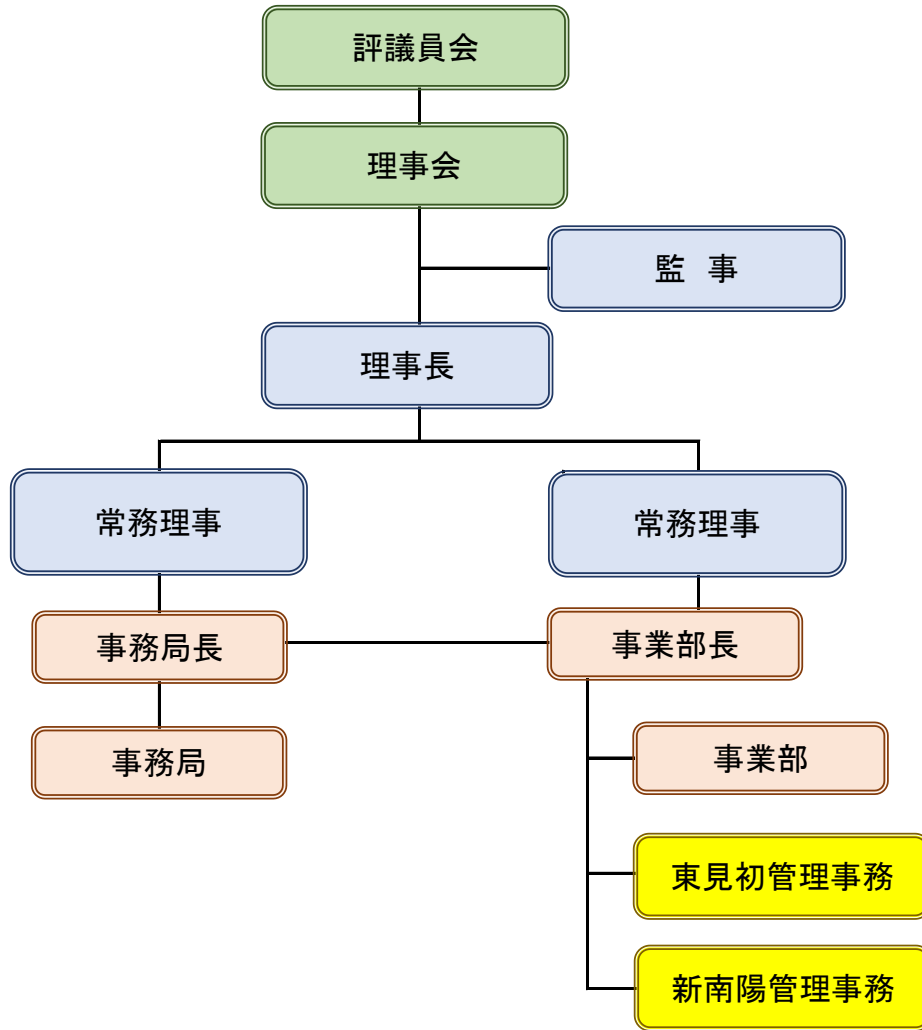 評議員会
理事会
監 事
理事長
常務理事
常務理事
事務局長
事業部長
事務局
事業部
東見初管理事務
新南陽管理事務